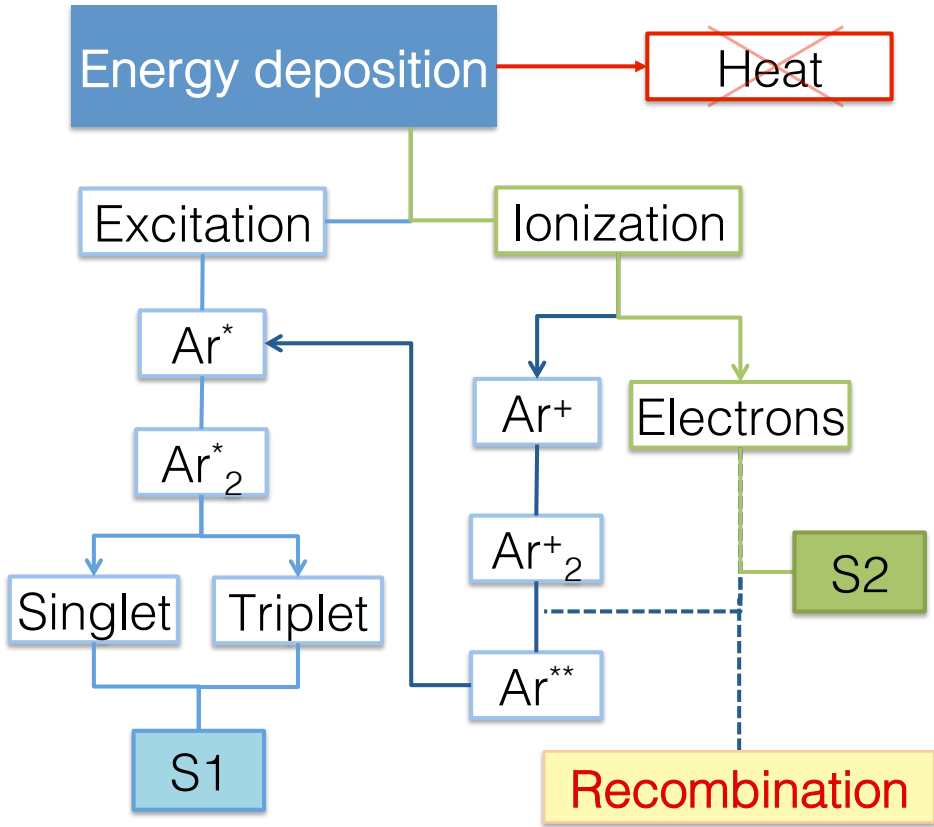 Energy deposition
Heat
Excitation
Ionization
Ar*
Ar⁺
Electrons
Ar*₂
Ar⁺₂
S2
Singlet
Triplet
Ar**
S1
Recombination